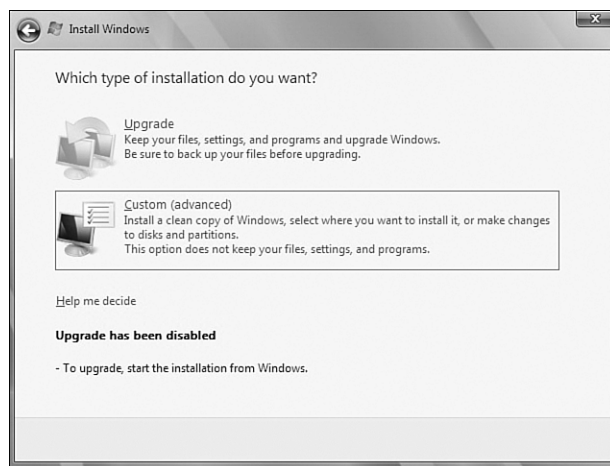 Install Windows
Which type of installation do you want?
Upgrade
Keep your files, settings, and programs and upgrade Windows.
Be sure to back up your files before upgrading.
Custom (advanced)
Install a clean copy of Windows, select where you want to install it, or make changes
to disks and partitions.
This option does not keep your files, settings, and programs.
Help me decide
Upgrade has been disabled
- To upgrade, start the installation from Windows.